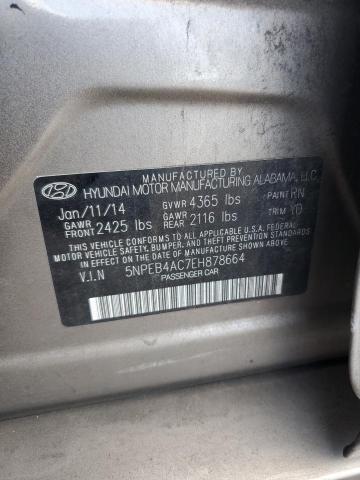 MANUFACTURED BY
HYUNDAI MOTOR MANUFACTURING ALABAMA, LLC
Jan/11/14 GVWR 4365 lbs PAINT RN
GAWR FRONT 2425 lbs GAWR REAR 2116 lbs TRIM YD
V.I.N 5NPEB4AC7EH878664
PASSENGER CAR
THIS VEHICLE CONFORMS TO ALL APPLICABLE FEDERAL MOTOR
VEHICLE SAFETY, BUMPER, AND THEFT PREVENTION STANDARDS
IN EFFECT ON THE DATE OF MANUFACTURE SHOWN ABOVE.